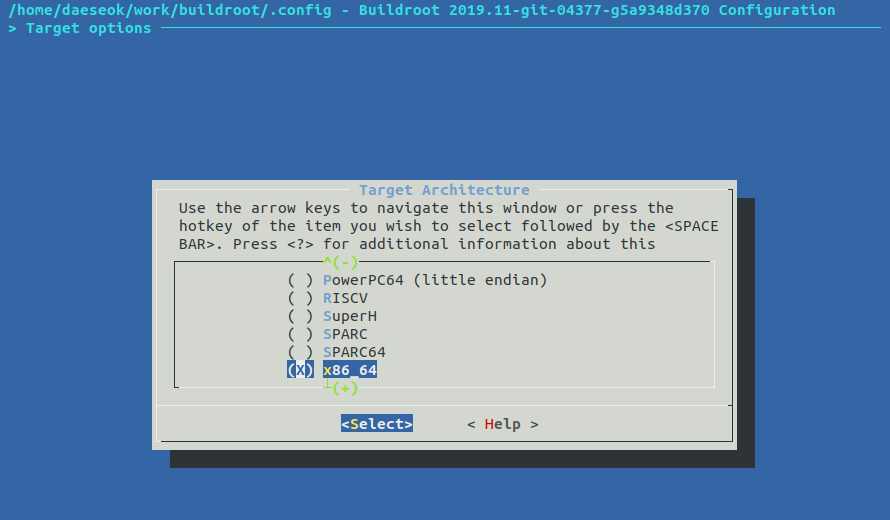 /home/daeseok/work/buildroot/.config - Buildroot 2019.11-git-04377-g5a9348d370 Configuration
> Target options
Target Architecture
Use the arrow keys to navigate this window or press the
hotkey of the item you wish to select followed by the <SPACE
BAR>. Press <?> for additional information about this
^(-)
( ) PowerPC64 (little endian)
( ) RISCV
( ) SuperH
( ) SPARC
( ) SPARC64
(X) x86_64
(+)
<Select> < Help >